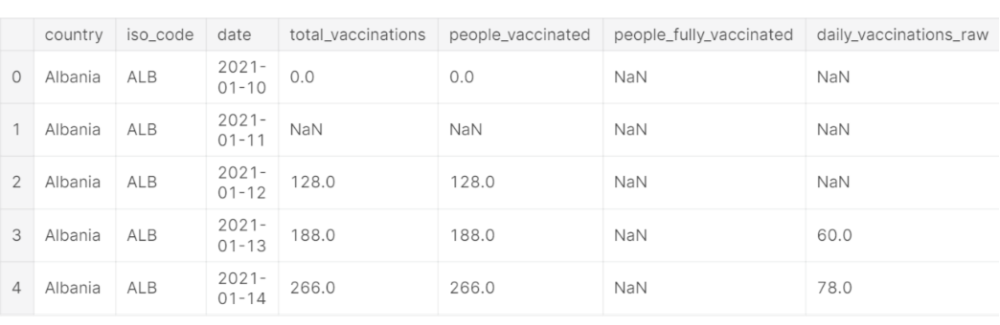 country iso_code date total_vaccinations people_vaccinated people_fully_vaccinated daily_vaccinations_raw
0 Albania ALB 2021-01-10 0.0 0.0 NaN NaN
1 Albania ALB 2021-01-11 NaN NaN NaN NaN
2 Albania ALB 2021-01-12 128.0 128.0 NaN NaN
3 Albania ALB 2021-01-13 188.0 188.0 NaN 60.0
4 Albania ALB 2021-01-14 266.0 266.0 NaN 78.0